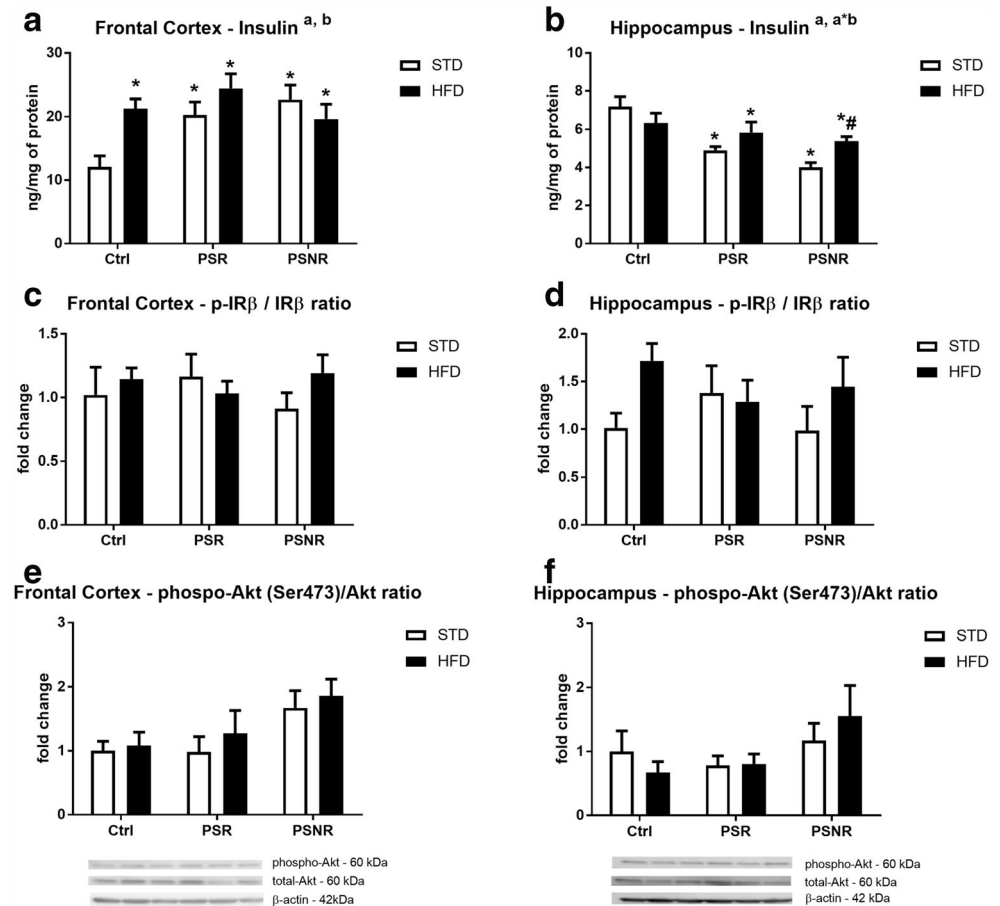 a
Frontal Cortex - Insulin a, b
30
20
10
0
ng/mg of protein
*
*
*
*
*
Ctrl
PSR
PSNR
STD
HFD
b
Hippocampus - Insulin a, a*b
10
8
6
4
2
0
ng/mg of protein
*
*
*
*#
Ctrl
PSR
PSNR
STD
HFD
c
Frontal Cortex - p-IRβ / IRβ ratio
1.5
1.0
0.5
0.0
fold change
Ctrl
PSR
PSNR
STD
HFD
d
Hippocampus - p-IRβ / IRβ ratio
2.0
1.5
1.0
0.5
0.0
fold change
Ctrl
PSR
PSNR
STD
HFD
e
Frontal Cortex - phospo-Akt (Ser473)/Akt ratio
3
2
1
0
fold change
Ctrl
PSR
PSNR
STD
HFD
phospho-Akt - 60 kDa
total-Akt - 60 kDa
β-actin - 42kDa
f
Hippocampus - phospo-Akt (Ser473)/Akt ratio
3
2
1
0
fold change
Ctrl
PSR
PSNR
STD
HFD
phospho-Akt - 60 kDa
total-Akt - 60 kDa
β-actin - 42 kDa